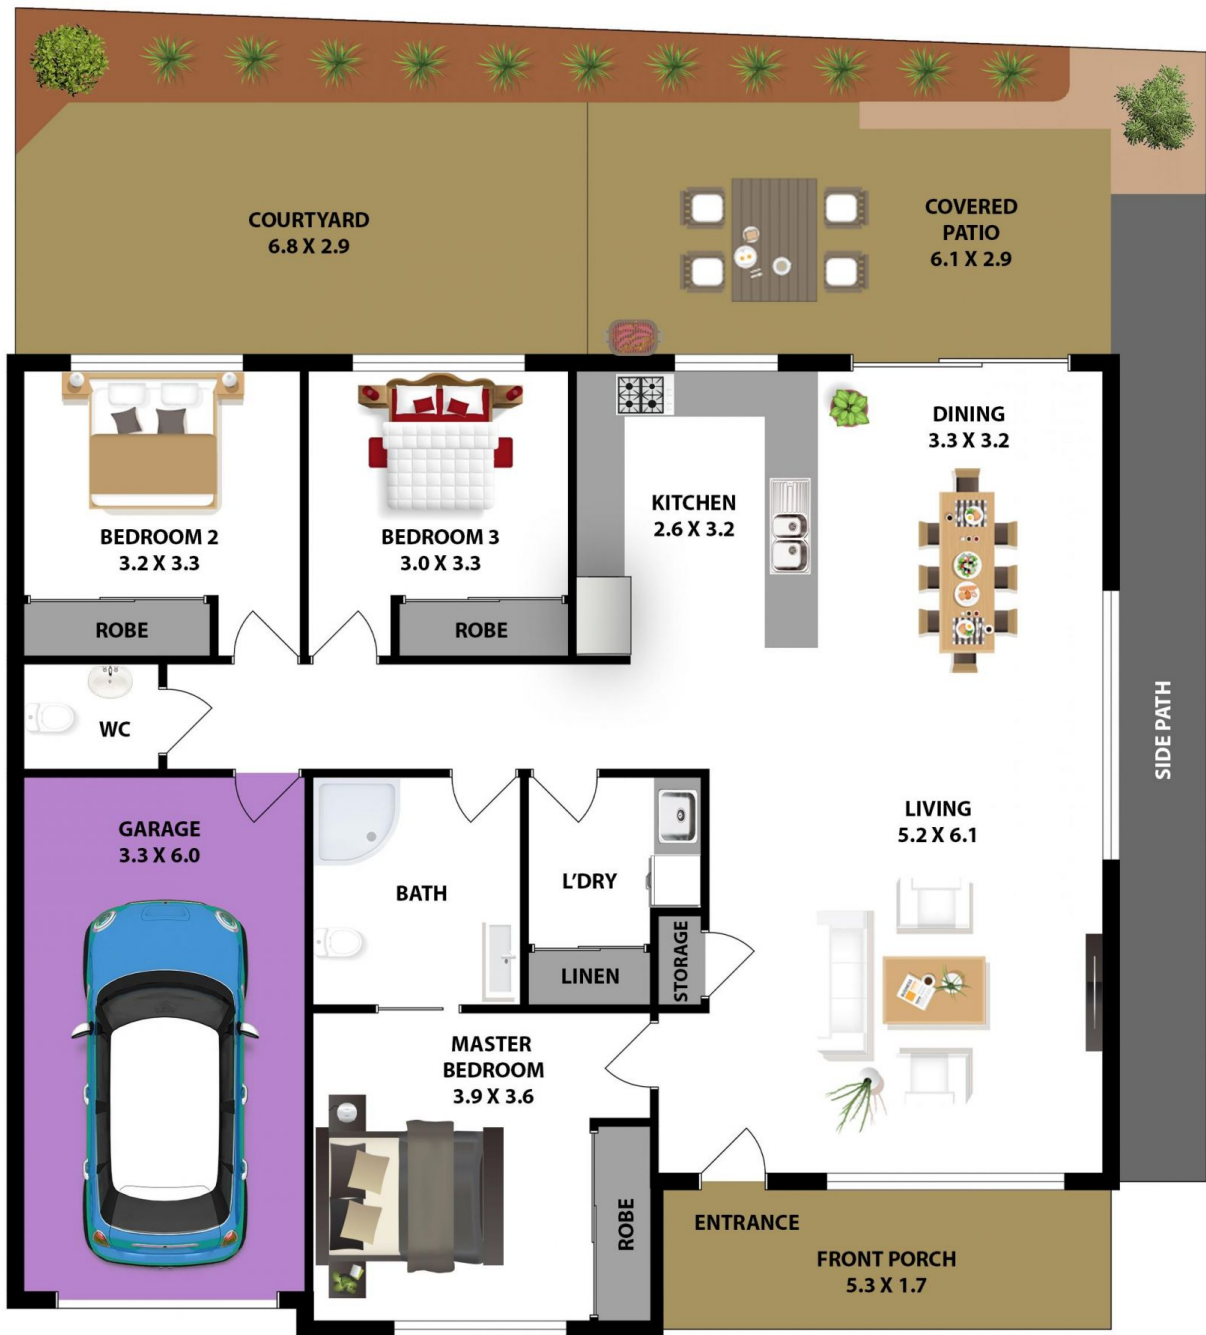 COURTYARD
6.8 X 2.9
COVERED
PATIO
6.1 X 2.9
BEDROOM 2
3.2 X 3.3
ROBE
BEDROOM 3
3.0 X 3.3
ROBE
KITCHEN
2.6 X 3.2
DINING
3.3 X 3.2
WC
GARAGE
3.3 X 6.0
BATH
L'DRY
LINEN
STORAGE
LIVING
5.2 X 6.1
SIDE PATH
MASTER
BEDROOM
3.9 X 3.6
ROBE
ENTRANCE
FRONT PORCH
5.3 X 1.7